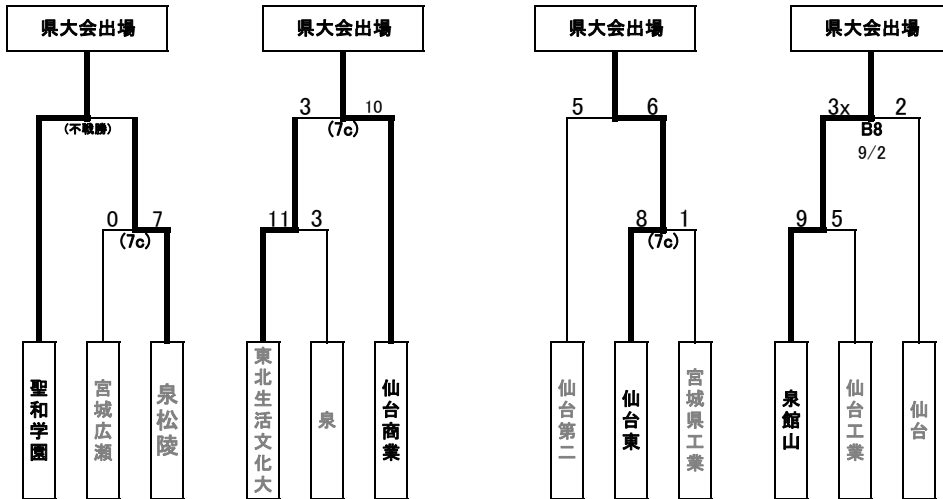 県大会出場
県大会出場
県大会出場
県大会出場
(不戦勝)
3
10
(7c)
5
6
3x
2
B8
9/2
0
7
(7c)
11
3
8
1
(7c)
9
5
聖和学園
宮城広瀬
泉松陵
東北生活文化大
泉
仙台商業
仙台第二
仙台東
宮城県工業
泉館山
仙台工業
仙台